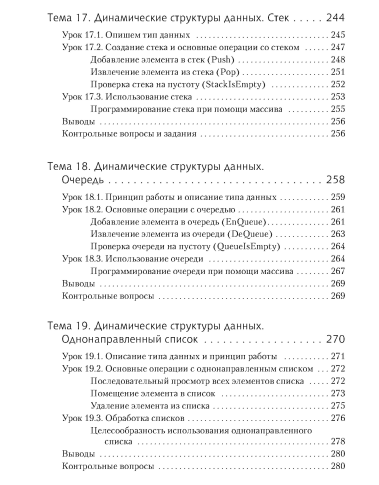 Тема 17. Динамические структуры данных. Стек . . . . . 244
Урок 17.1. Опишем тип данных . . . . . . . . . . . . . . . . . . . . 245
Урок 17.2. Создание стека и основные операции со стеком . . . . . . 247
Добавление элемента в стек (Push) . . . . . . . . . . . . . . . . 248
Извлечение элемента из стека (Pop) . . . . . . . . . . . . . . . . 251
Проверка стека на пустоту (StackIsEmpty) . . . . . . . . . . . . 252
Урок 17.3. Использование стека . . . . . . . . . . . . . . . . . . . . 253
Программирование стека при помощи массива . . . . . . . . . 255
Выводы . . . . . . . . . . . . . . . . . . . . . . . . . . . . . . . . 256
Контрольные вопросы и задания . . . . . . . . . . . . . . . . . . . . 256
Тема 18. Динамические структуры данных.
Очередь . . . . . . . . . . . . . . . . . . . . . . . . . . . . 258
Урок 18.1. Принцип работы и описание типа данных . . . . . . . . . 259
Урок 18.2. Основные операции с очередью . . . . . . . . . . . . . . . 261
Добавление элемента в очередь (EnQueue) . . . . . . . . . . . . 261
Извлечение элемента из очереди (DeQueue) . . . . . . . . . . . 263
Проверка очереди на пустоту (QueueIsEmpty) . . . . . . . . . . 264
Урок 18.3. Использование очереди . . . . . . . . . . . . . . . . . . . 264
Программирование очереди при помощи массива . . . . . . . . 267
Выводы . . . . . . . . . . . . . . . . . . . . . . . . . . . . . . . . 269
Контрольные вопросы . . . . . . . . . . . . . . . . . . . . . . . . . 269
Тема 19. Динамические структуры данных.
Однонаправленный список . . . . . . . . . . . . . . . . . . 270
Урок 19.1. Описание типа данных и принцип работы . . . . . . . . . 271
Урок 19.2. Основные операции с однонаправленным списком . . . 272
Последовательный просмотр всех элементов списка . . . . . 272
Помещение элемента в список . . . . . . . . . . . . . . . . . . . 273
Удаление элемента из списка . . . . . . . . . . . . . . . . . . . . 275
Урок 19.3. Обработка списков . . . . . . . . . . . . . . . . . . . . . . 276
Целесообразность использования однонаправленного
списка . . . . . . . . . . . . . . . . . . . . . . . . . . . . . . . 278
Выводы . . . . . . . . . . . . . . . . . . . . . . . . . . . . . . . . 280
Контрольные вопросы . . . . . . . . . . . . . . . . . . . . . . . . . 280